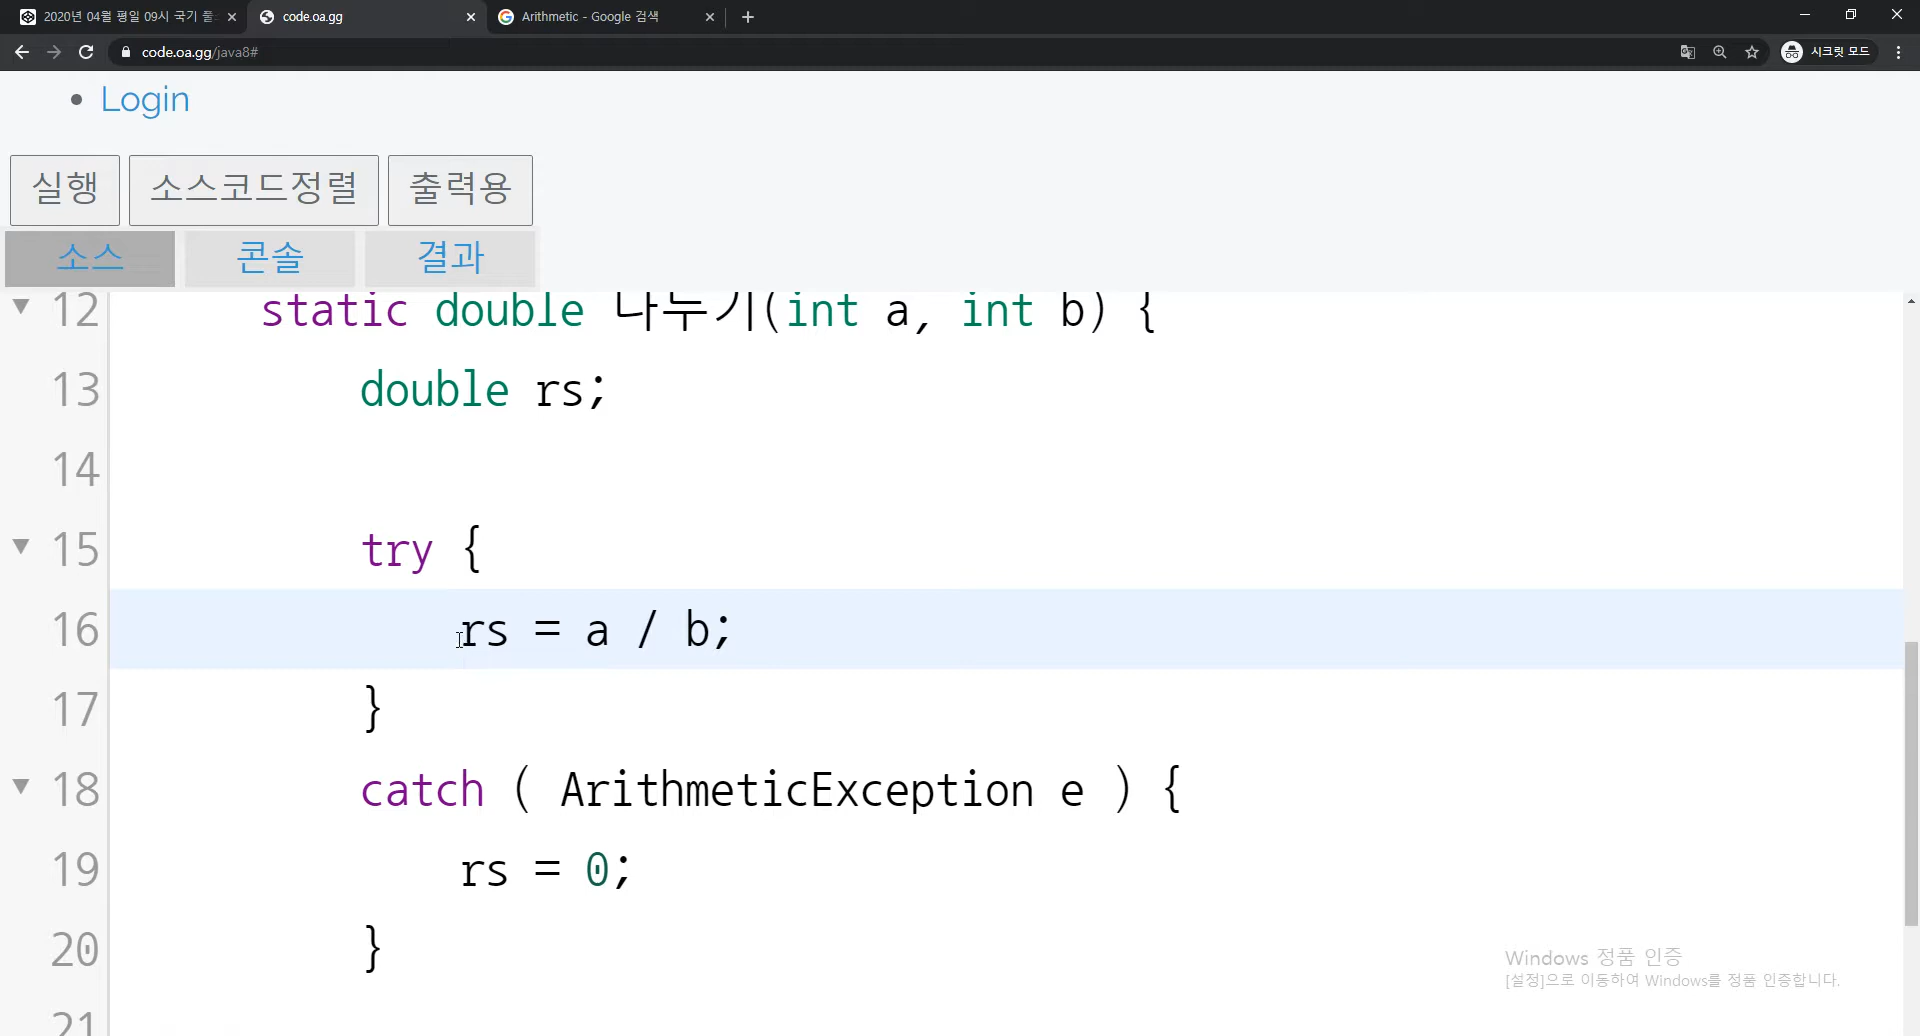 2020년 04월 평일 09시 국기 풀
code.oa.gg
Arithmetic - Google 검색
code.oa.gg/java8#
시크릿 모드
Login
실행
소스코드정렬
출력용
소스
콘솔
결과
12 static double 나누기(int a, int b) {
13 double rs;
14
15 try {
16 rs = a / b;
17 }
18 catch ( ArithmeticException e ) {
19 rs = 0;
20 }
21
Windows 정품 인증
[설정]으로 이동하여 Windows를 정품 인증합니다.